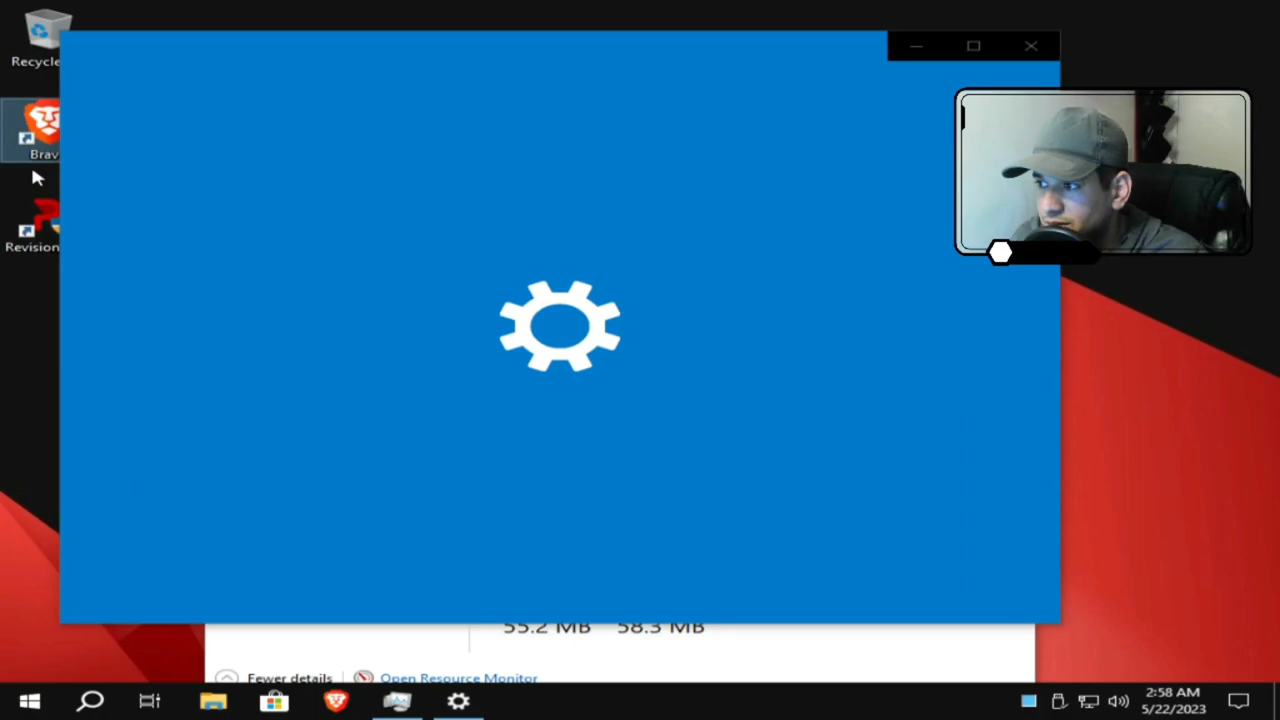 Recycle
Brav
Revision
55.2 MB 58.3 MB
Fewer details
Open Resource Monitor
2:58 AM
5/22/2023